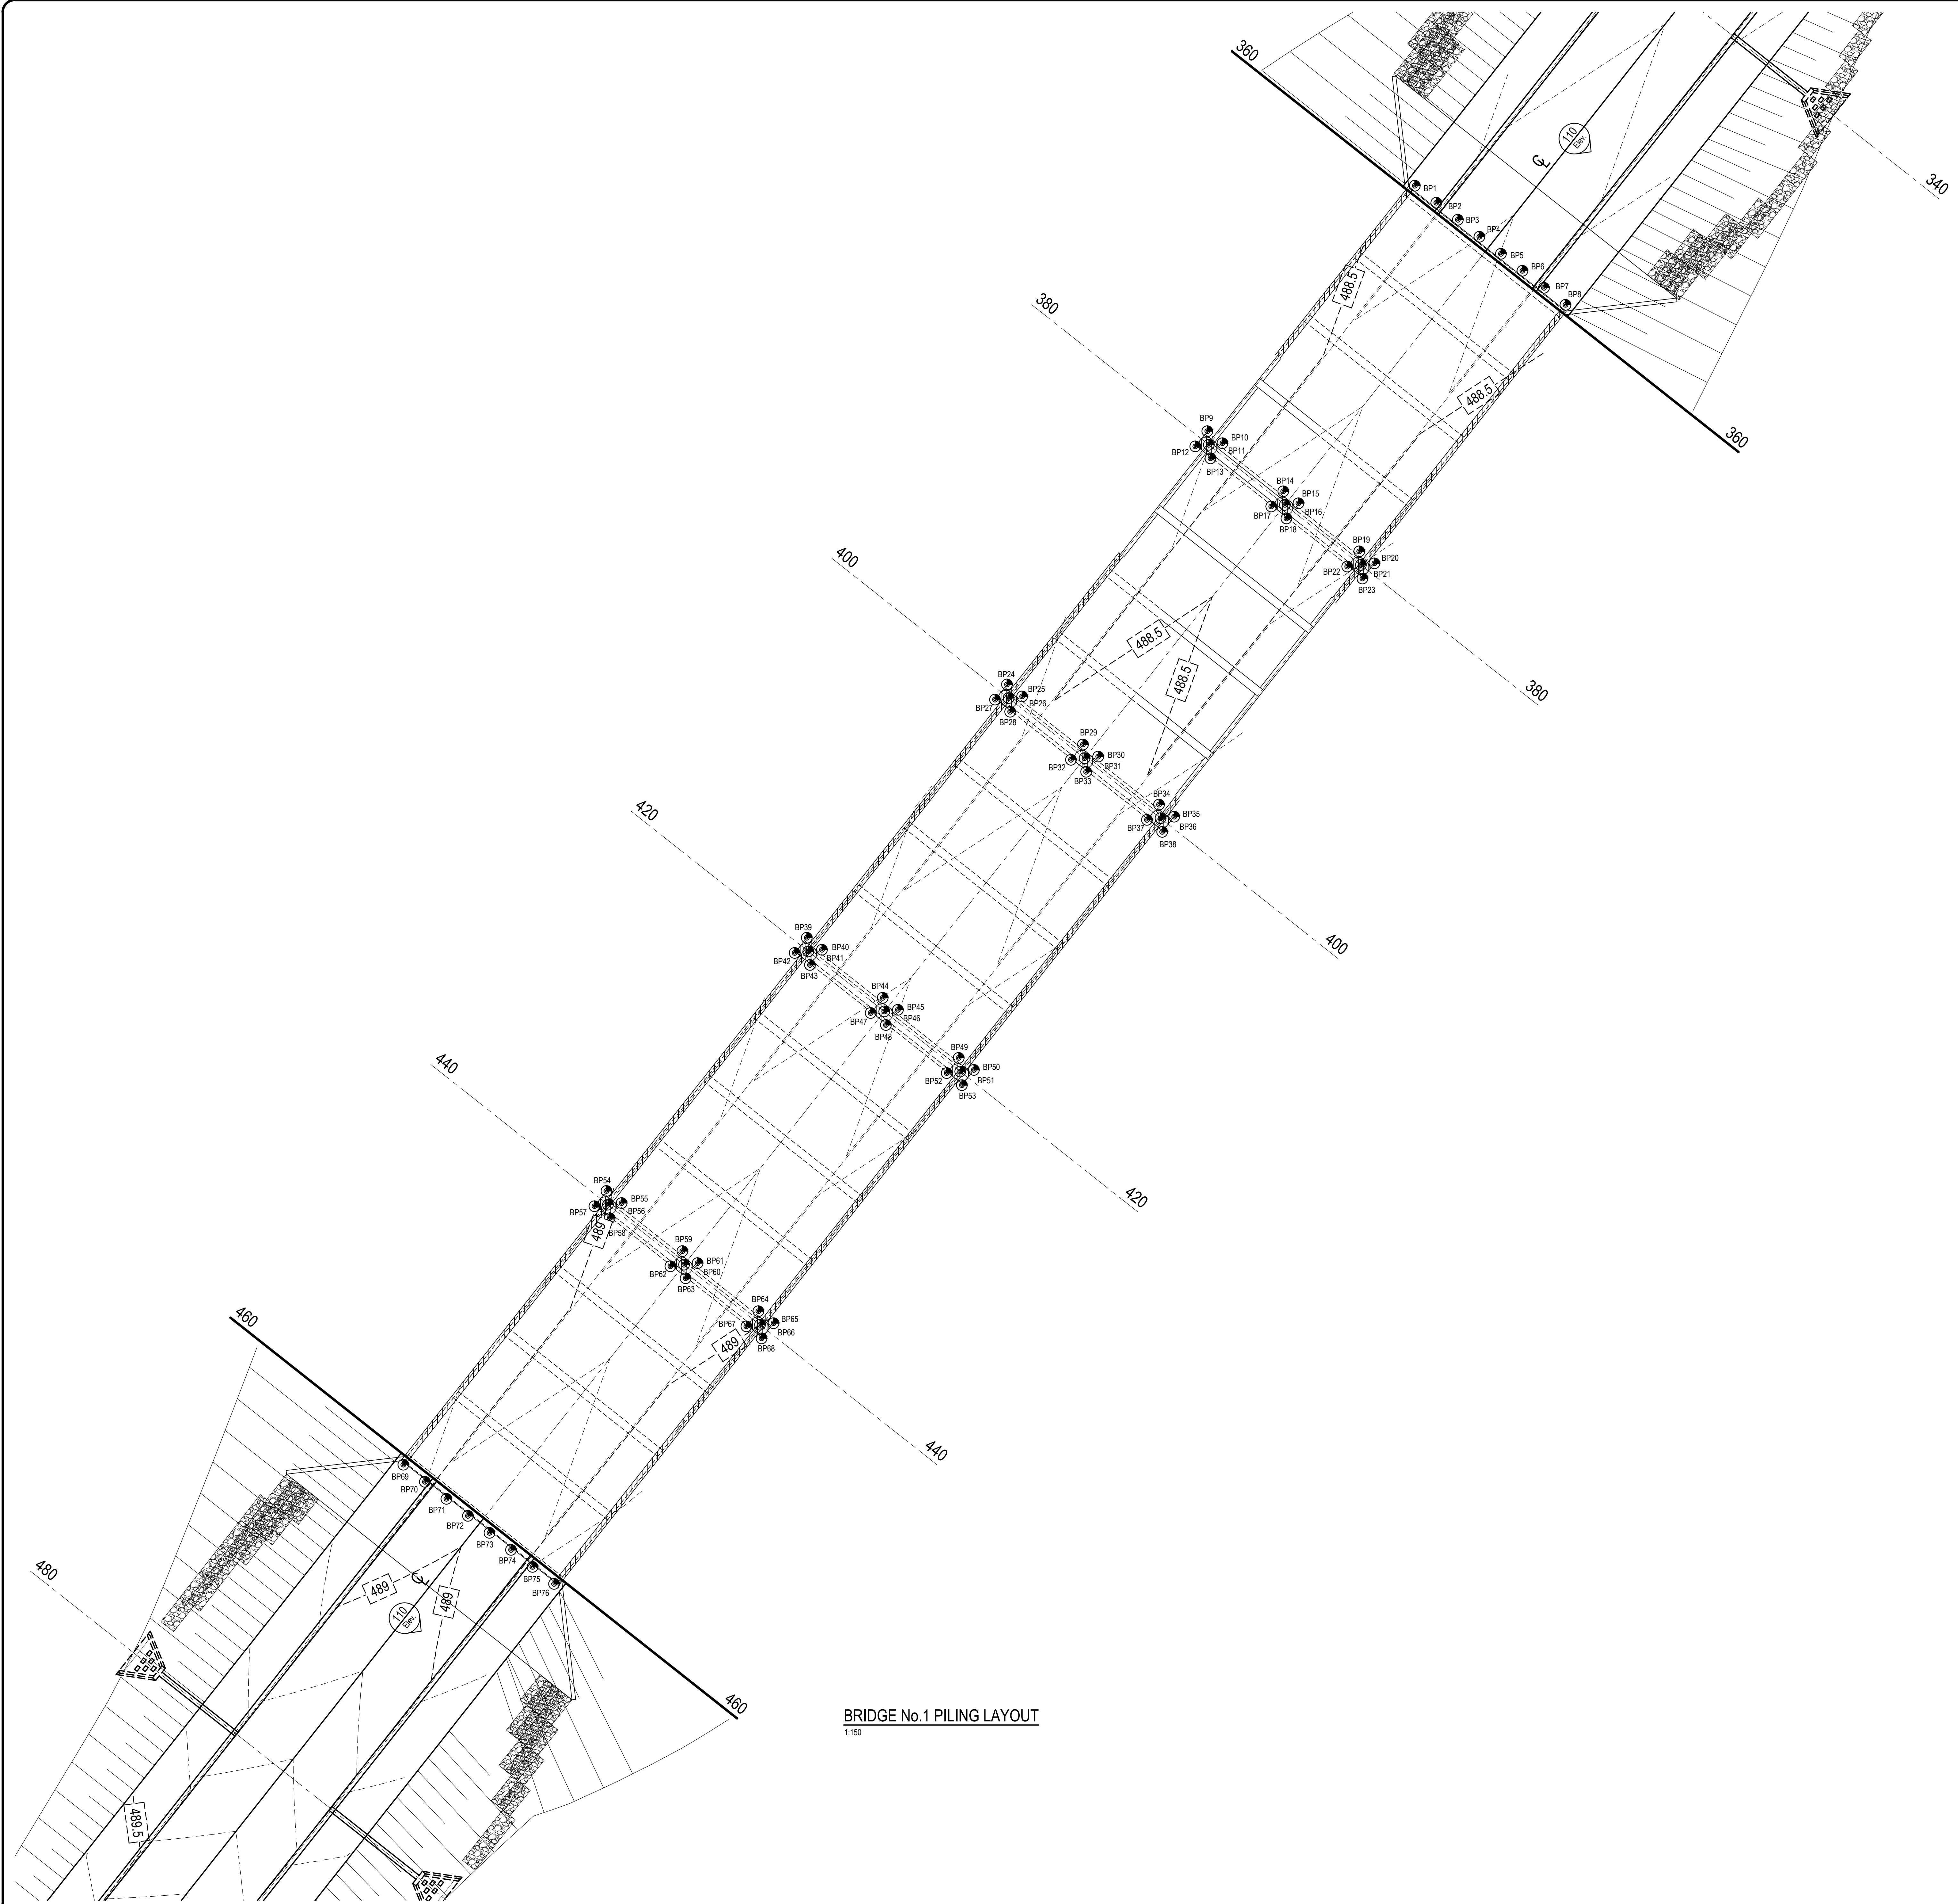 360
340
110
Elev.
CL
BP1
BP2
BP3
BP4
BP5
BP6
BP7
BP8
360
488.5
488.5
380
BP9
BP10
BP11
BP12
BP13
BP14
BP15
BP16
BP17
BP18
BP19
BP20
BP21
BP22
BP23
380
488.5
488.5
400
BP24
BP25
BP26
BP27
BP28
BP29
BP30
BP31
BP32
BP33
BP34
BP35
BP36
BP37
BP38
400
420
BP39
BP40
BP41
BP42
BP43
BP44
BP45
BP46
BP47
BP48
BP49
BP50
BP51
BP52
BP53
420
440
BP54
BP55
BP56
BP57
BP58
489
BP59
BP61
BP60
BP62
BP63
BP64
BP65
BP66
BP67
BP68
489
440
460
BP69
BP70
BP71
BP72
BP73
BP74
BP75
BP76
460
480
489
CL
489
110
Elev.
489.5
BRIDGE No.1 PILING LAYOUT
1:150